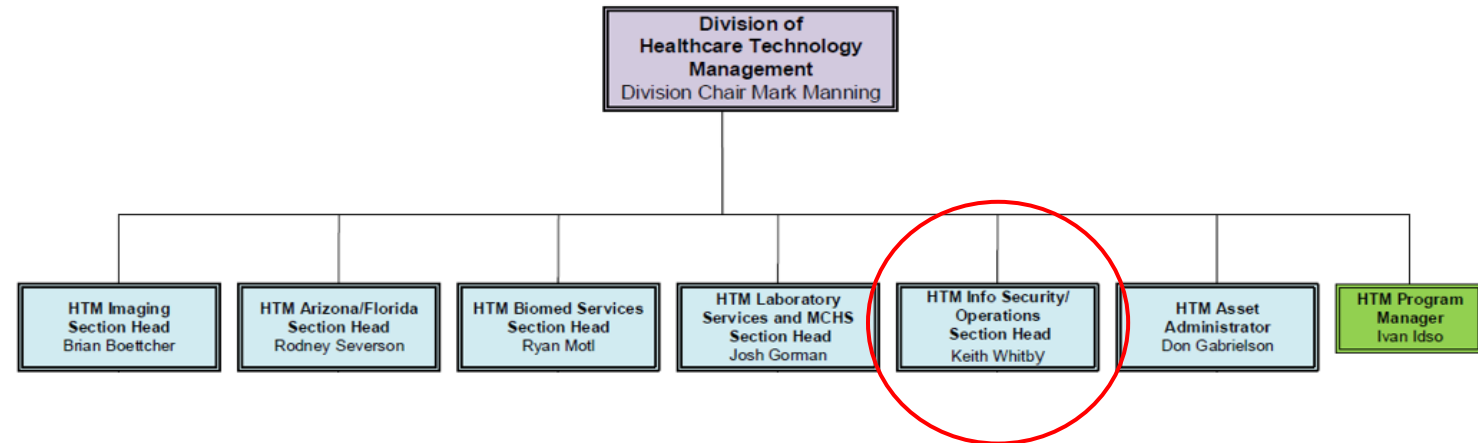 Division of
Healthcare Technology
Management
Division Chair Mark Manning
HTM Imaging
Section Head
Brian Boettcher
HTM Arizona/Florida
Section Head
Rodney Severson
HTM Biomed Services
Section Head
Ryan Motl
HTM Laboratory
Services and MCHS
Section Head
Josh Gorman
HTM Info Security/
Operations
Section Head
Keith Whitby
HTM Asset
Administrator
Don Gabrielson
HTM Program
Manager
Ivan Idso